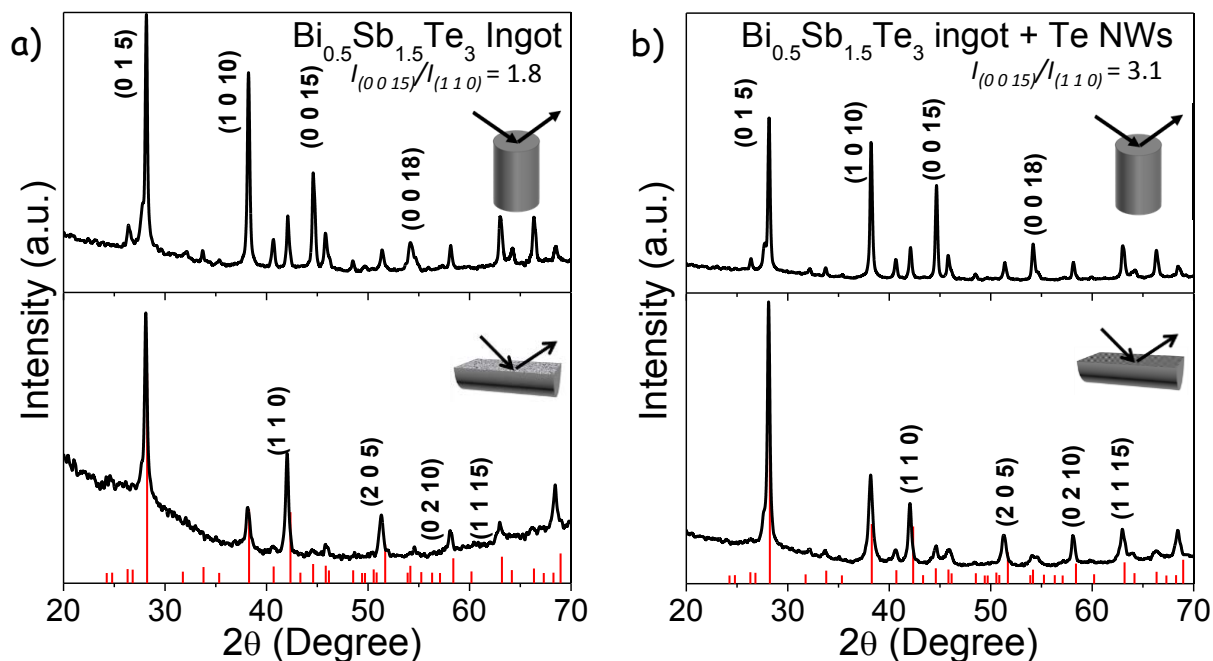 a)
Bi0.5Sb1.5Te3 Ingot
I(0 0 15)/I(1 1 0) = 1.8
(0 1 5)
(1 0 10)
(0 0 15)
(0 0 18)
Intensity (a.u.)
(1 1 0)
(2 0 5)
(0 2 10)
(1 1 15)
20 30 40 50 60 70
2θ (Degree)
b)
Bi0.5Sb1.5Te3 ingot + Te NWs
I(0 0 15)/I(1 1 0) = 3.1
(0 1 5)
(1 0 10)
(0 0 15)
(0 0 18)
Intensity (a.u.)
(1 1 0)
(2 0 5)
(0 2 10)
(1 1 15)
20 30 40 50 60 70
2θ (Degree)